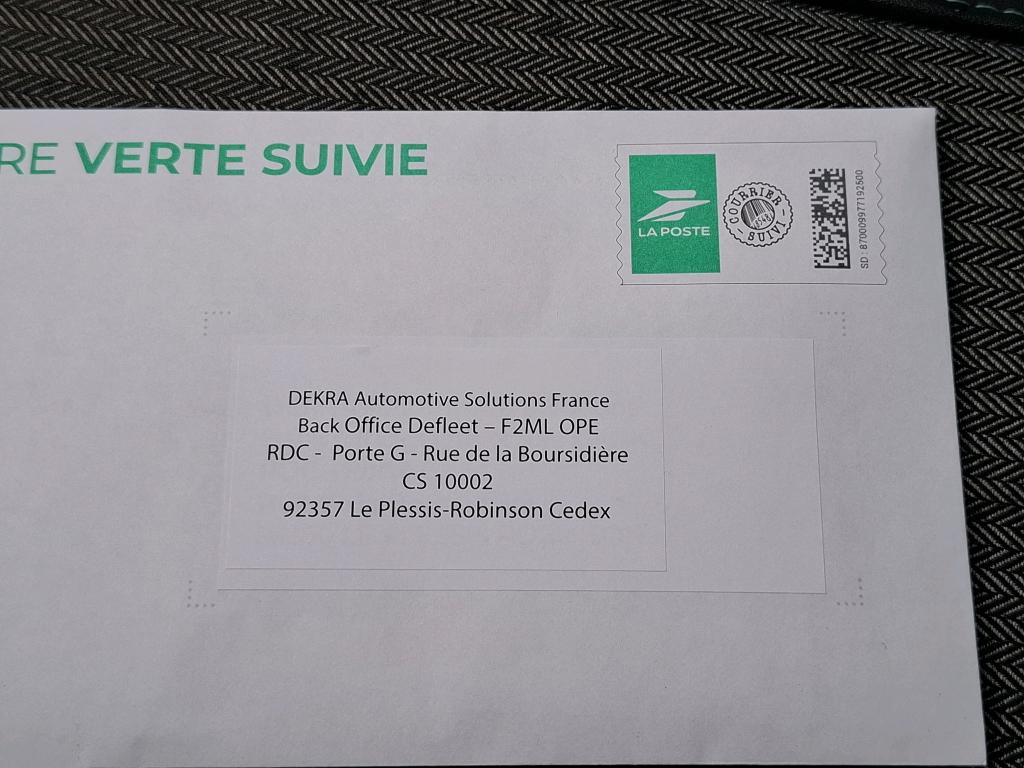 RE VERTE SUIVIE
LA POSTE
COURRIER
SUIVI
SD : 870009977192500
DEKRA Automotive Solutions France
Back Office Defleet – F2ML OPE
RDC - Porte G - Rue de la Boursidière
CS 10002
92357 Le Plessis-Robinson Cedex